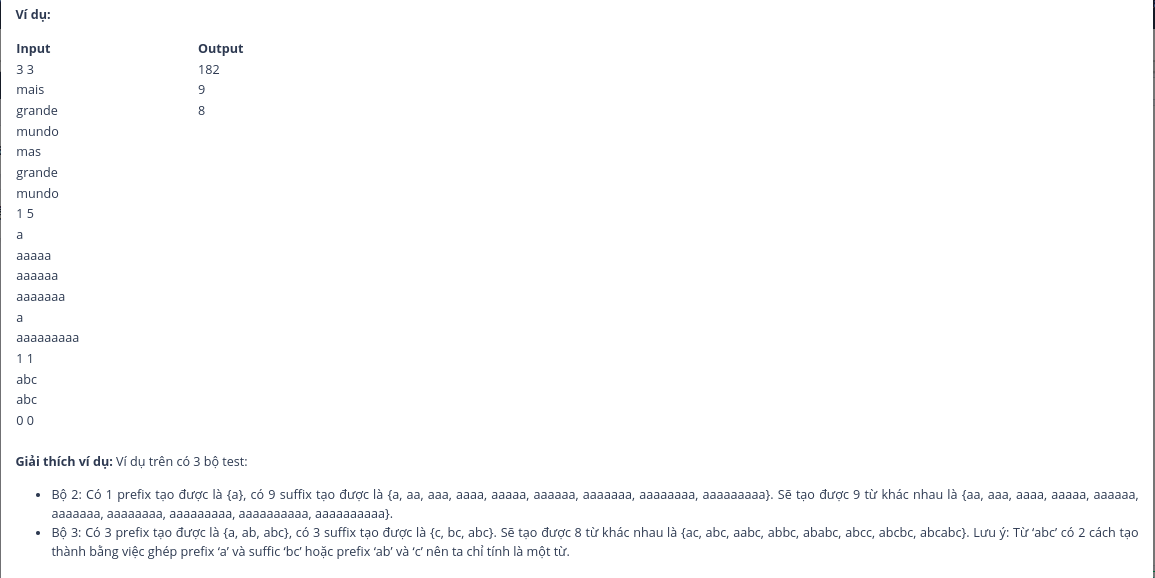 Ví dụ:
Input Output
3 3 182
mais 9
grande 8
mundo
mas
grande
mundo
1 5
a
aaaaa
aaaaaa
aaaaaaa
a
aaaaaaaaa
1 1
abc
abc
0 0
Giải thích ví dụ: Ví dụ trên có 3 bộ test:
• Bộ 2: Có 1 prefix tạo được là {a}, có 9 suffix tạo được là {a, aa, aaa, aaaa, aaaaa, aaaaaa, aaaaaaa, aaaaaaaa, aaaaaaaaa}. Sẽ tạo được 9 từ khác nhau là {aa, aaa, aaaa, aaaaa, aaaaaa,
aaaaaaa, aaaaaaaa, aaaaaaaaa, aaaaaaaaaa}.
• Bộ 3: Có 3 prefix tạo được là {a, ab, abc}, có 3 suffix tạo được là {c, bc, abc}. Sẽ tạo được 8 từ khác nhau là {ac, abc, aabc, abbc, ababc, abcc, abcbc, abcabc}. Lưu ý: Từ ‘abc’ có 2 cách tạo
thành bằng việc ghép prefix ‘a’ và suffic ‘bc’ hoặc prefix ‘ab’ và ‘c’ nên ta chỉ tính là một từ.